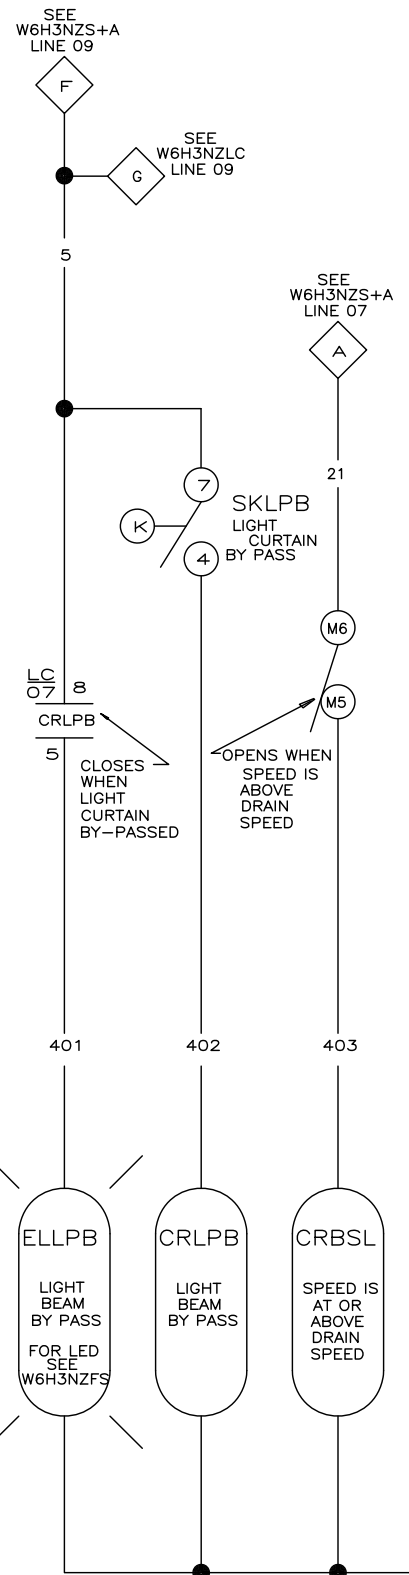 SEE
W6H3NZS+A
LINE 09
F
SEE
W6H3NZLC
LINE 09
G
5
SEE
W6H3NZS+A
LINE 07
A
7
21
SKLPB
K
LIGHT
CURTAIN
BY PASS
4
M6
LC
07
8
CRLPB
M5
5
CLOSES
WHEN
LIGHT
CURTAIN
BY-PASSED
OPENS WHEN
SPEED IS
ABOVE
DRAIN
SPEED
401
402
403
ELLPB
LIGHT
BEAM
BY PASS
FOR LED
SEE
W6H3NZFS
CRLPB
LIGHT
BEAM
BY PASS
CRBSL
SPEED IS
AT OR
ABOVE
DRAIN
SPEED